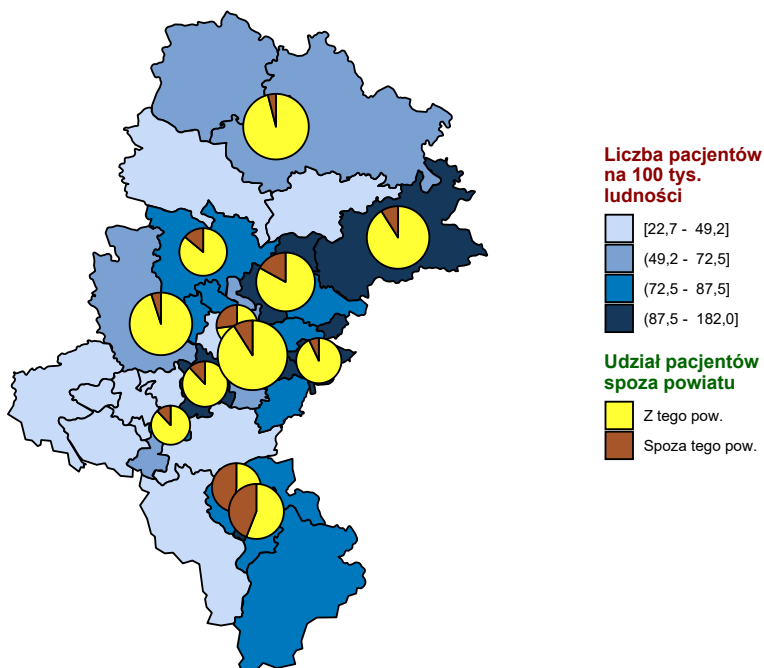 Liczba pacjentów
na 100 tys.
ludności
[22,7 - 49,2]
(49,2 - 72,5]
(72,5 - 87,5]
(87,5 - 182,0]
Udział pacjentów
spoza powiatu
Z tego pow.
Spoza tego pow.